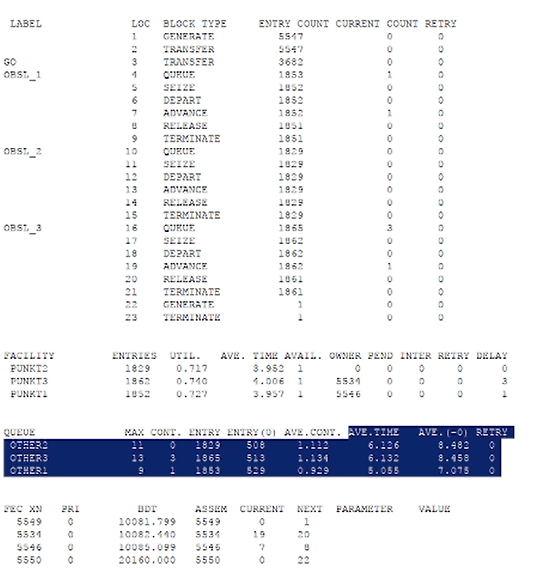 LABEL LOC BLOCK TYPE ENTRY COUNT CURRENT COUNT RETRY
1 GENERATE 5547 0 0
2 TRANSFER 5547 0 0
GO 3 TRANSFER 3682 0 0
OBSL_1 4 QUEUE 1853 1 0
5 SEIZE 1852 0 0
6 DEPART 1852 0 0
7 ADVANCE 1852 1 0
8 RELEASE 1851 0 0
9 TERMINATE 1851 0 0
OBSL_2 10 QUEUE 1829 0 0
11 SEIZE 1829 0 0
12 DEPART 1829 0 0
13 ADVANCE 1829 0 0
14 RELEASE 1829 0 0
15 TERMINATE 1829 0 0
OBSL_3 16 QUEUE 1865 3 0
17 SEIZE 1862 0 0
18 DEPART 1862 0 0
19 ADVANCE 1862 1 0
20 RELEASE 1861 0 0
21 TERMINATE 1861 0 0
22 GENERATE 1 0 0
23 TERMINATE 1 0 0
FACILITY ENTRIES UTIL. AVE. TIME AVAIL. OWNER PEND INTER RETRY DELAY
PUNKT2 1829 0.717 3.952 1 0 0 0 0 0
PUNKT3 1862 0.740 4.006 1 5534 0 0 0 3
PUNKT1 1852 0.727 3.957 1 5546 0 0 0 1
QUEUE MAX CONT. ENTRY ENTRY(0) AVE.CONT. AVE.TIME AVE.(-0) RETRY
OTHER2 11 0 1829 508 1.112 6.126 8.482 0
OTHER3 13 3 1865 513 1.134 6.132 8.458 0
OTHER1 9 1 1853 529 0.929 5.055 7.075 0
FEC XN PRI BDT ASSEM CURRENT NEXT PARAMETER VALUE
5549 0 10081.799 5549 0 1
5534 0 10082.440 5534 19 20
5546 0 10085.099 5546 7 8
5550 0 20160.000 5550 0 22